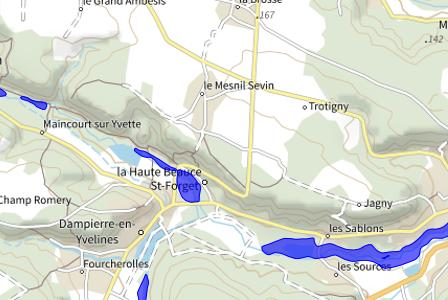 le Grand Ambésis
la Brosse
.167
.142
le Mesnil Sevin
Trotigny
Maincourt sur Yvette
la Haute Beauce
St-Forget
Champ Romery
Jagny
Dampierre-en-
Yvelines
les Sablons
Fourcherolles
les Sources